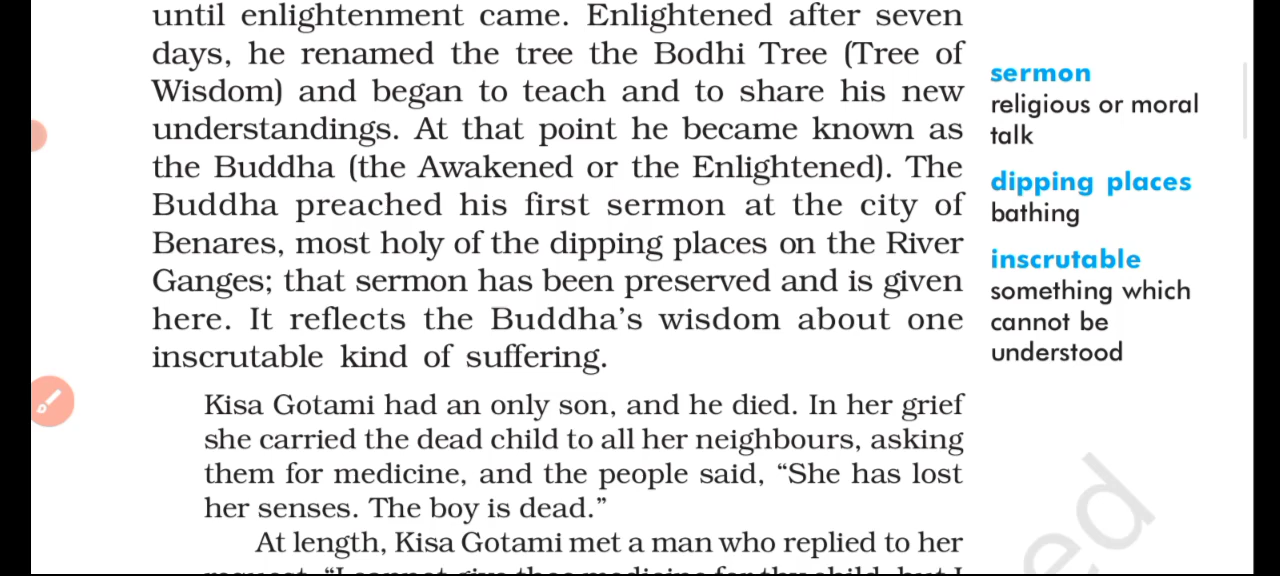 until enlightenment came. Enlightened after seven
days, he renamed the tree the Bodhi Tree (Tree of
Wisdom) and began to teach and to share his new
understandings. At that point he became known as
the Buddha (the Awakened or the Enlightened). The
Buddha preached his first sermon at the city of
Benares, most holy of the dipping places on the River
Ganges; that sermon has been preserved and is given
here. It reflects the Buddha's wisdom about one
inscrutable kind of suffering.
Kisa Gotami had an only son, and he died. In her grief
she carried the dead child to all her neighbours, asking
them for medicine, and the people said, “She has lost
her senses. The boy is dead.”
At length, Kisa Gotami met a man who replied to her
sermon
religious or moral
talk
dipping places
bathing
inscrutable
something which
cannot be
understood
ed